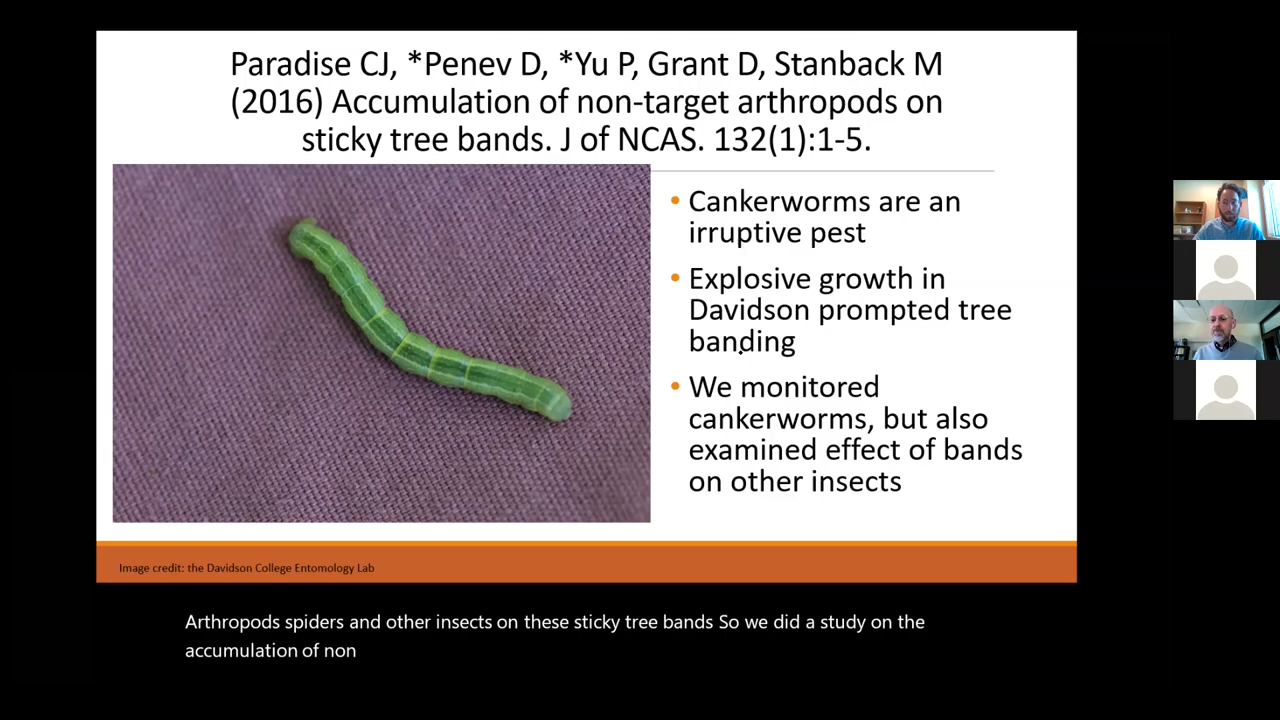 Paradise CJ, *Penev D, *Yu P, Grant D, Stanback M
(2016) Accumulation of non-target arthropods on
sticky tree bands. J of NCAS. 132(1):1-5.
• Cankerworms are an
irruptive pest
• Explosive growth in
Davidson prompted tree
banding
• We monitored
cankerworms, but also
examined effect of bands
on other insects
Image credit: the Davidson College Entomology Lab
Arthropods spiders and other insects on these sticky tree bands So we did a study on the
accumulation of non